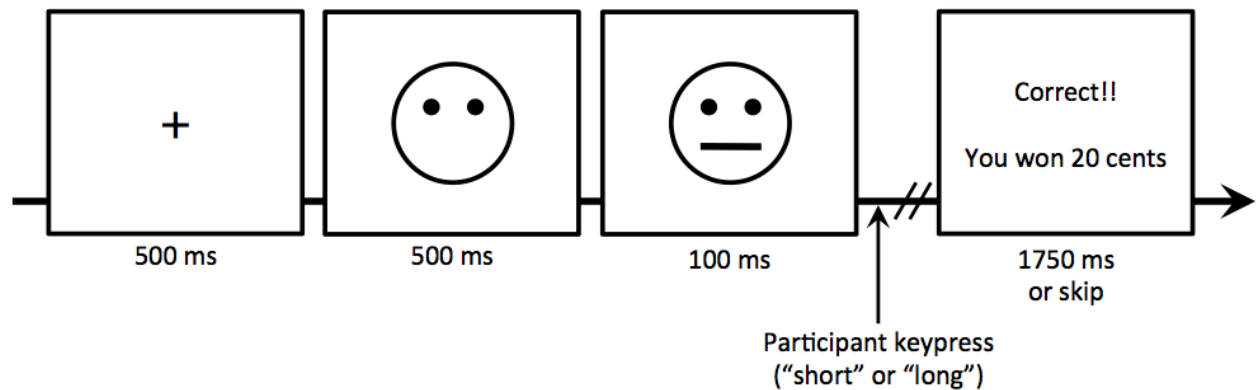 +
Correct!!
You won 20 cents
500 ms
500 ms
100 ms
1750 ms
or skip
Participant keypress
(“short” or “long”)